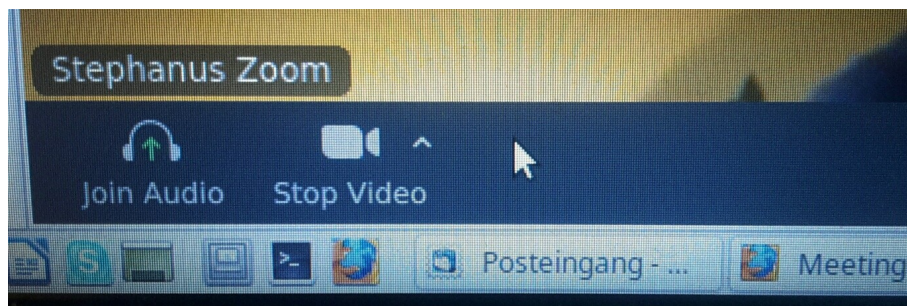 Stephanus Zoom
Join Audio Stop Video
S >_ Posteingang - ... Meeting